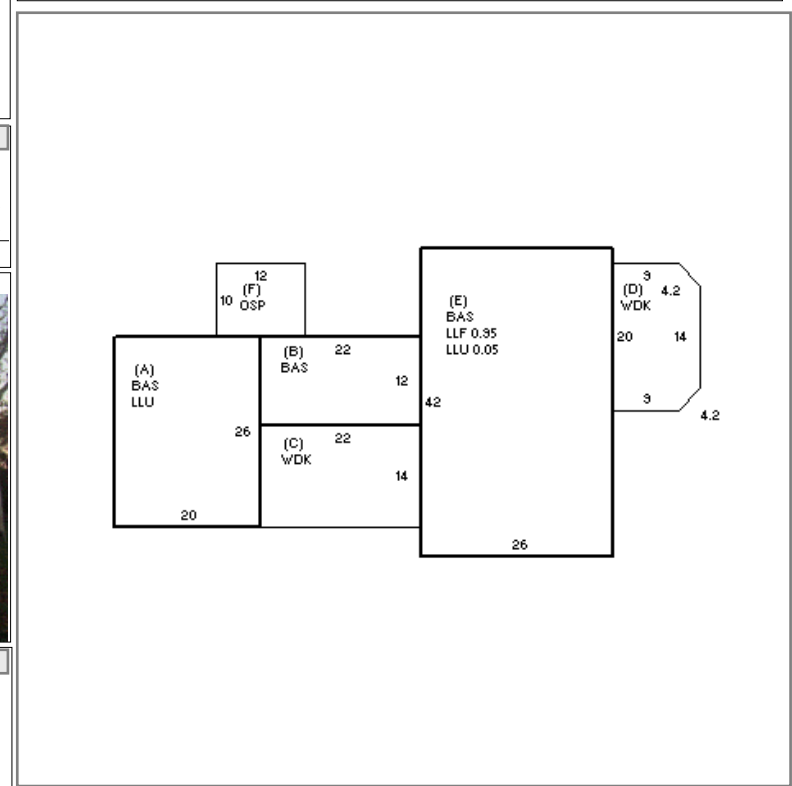 12
10
(F)
OSP
(A)
BAS
LLU
26
20
(B)
BAS
22
12
(C)
WDK
22
14
(E)
BAS
LLF 0.95
LLU 0.05
42
26
9
(D)
WDK
4.2
20
14
9
4.2